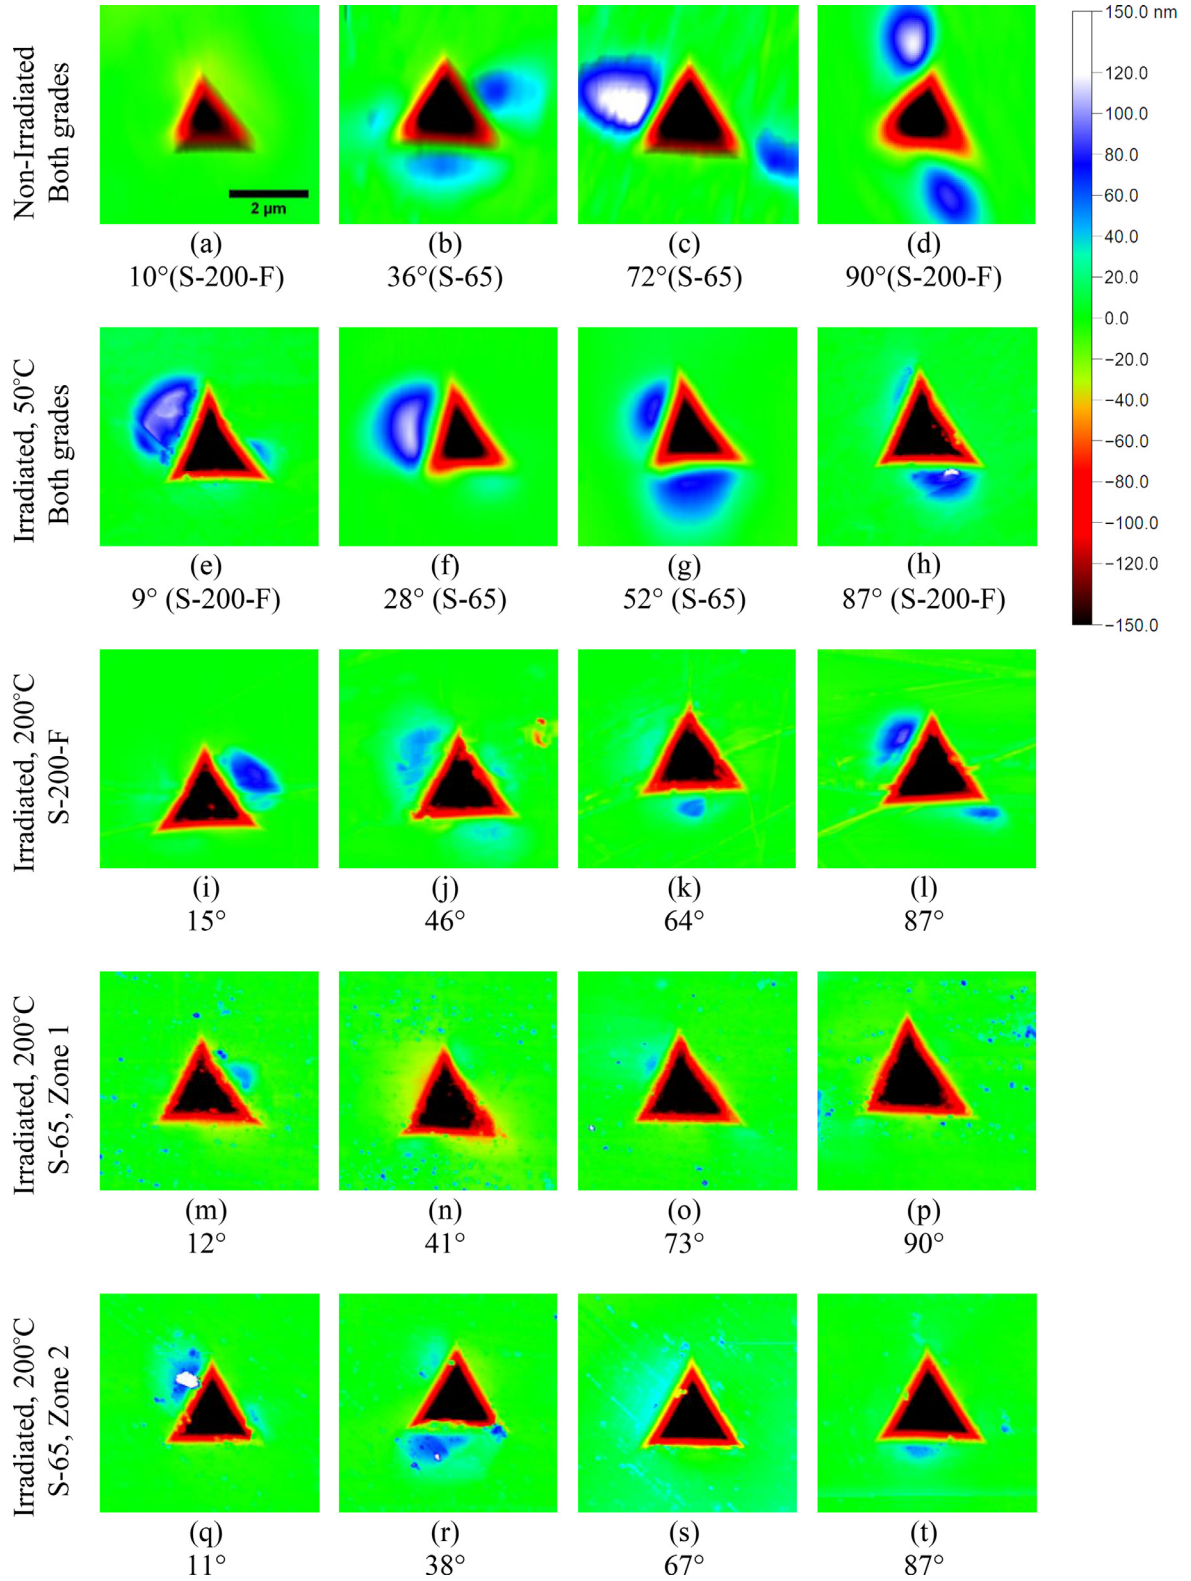 Non-Irradiated
Both grades
2 µm
(a)
(b)
(c)
(d)
10°(S-200-F)
36°(S-65)
72°(S-65)
90°(S-200-F)
150.0 nm
120.0
100.0
80.0
60.0
40.0
20.0
0.0
−20.0
−40.0
−60.0
−80.0
−100.0
−120.0
−150.0
Irradiated, 50°C
Both grades
(e)
(f)
(g)
(h)
9° (S-200-F)
28° (S-65)
52° (S-65)
87° (S-200-F)
Irradiated, 200°C
S-200-F
(i)
(j)
(k)
(l)
15°
46°
64°
87°
Irradiated, 200°C
S-65, Zone 1
(m)
(n)
(o)
(p)
12°
41°
73°
90°
Irradiated, 200°C
S-65, Zone 2
(q)
(r)
(s)
(t)
11°
38°
67°
87°